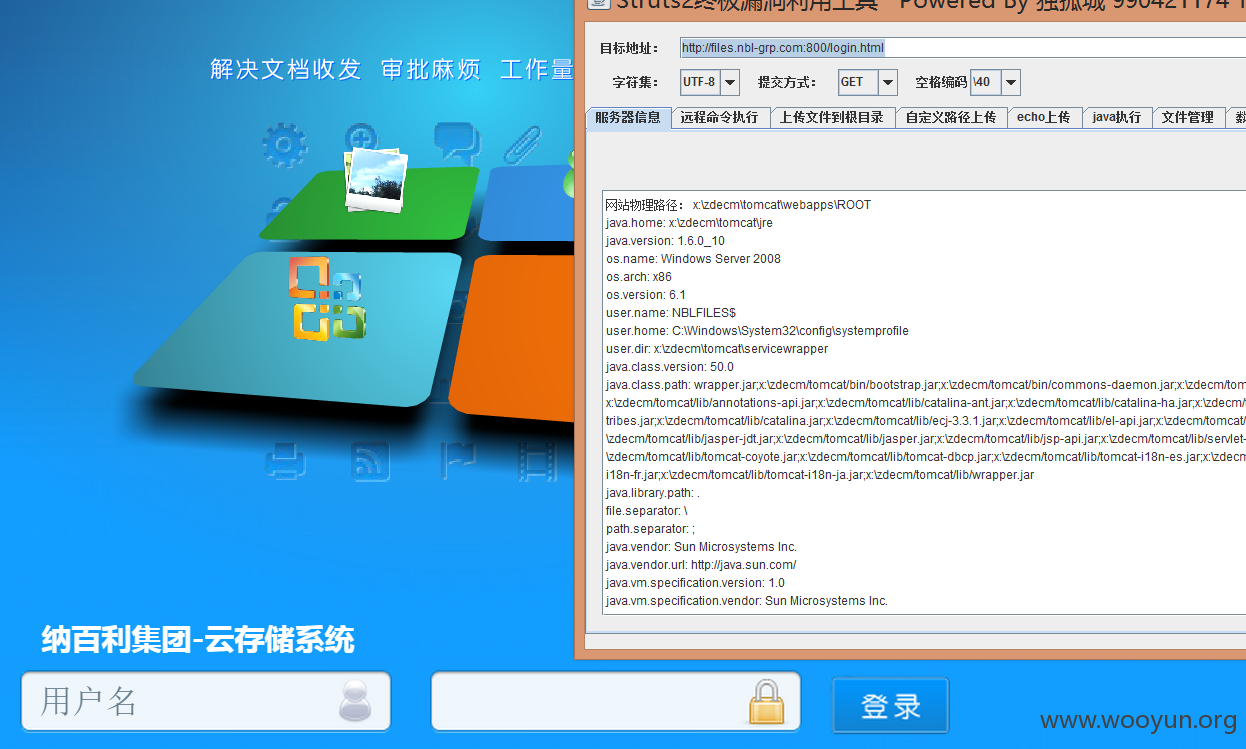 解决文档收发 审批麻烦 工作量
Struts2终极漏洞利用工具 Powered By 独孤城 990421174
目标地址: http://files.nbl-grp.com:800/login.html
字符集: UTF-8 提交方式: GET 空格编码 \40
服务器信息 远程命令执行 上传文件到根目录 自定义路径上传 echo上传 java执行 文件管理
网站物理路径: x:\zdecm\tomcat\webapps\ROOT
java.home: x:\zdecm\tomcat\jre
java.version: 1.6.0_10
os.name: Windows Server 2008
os.arch: x86
os.version: 6.1
user.name: NBLFILES$
user.home: C:\Windows\System32\config\systemprofile
user.dir: x:\zdecm\tomcat\servicewrapper
java.class.version: 50.0
java.class.path: wrapper.jar;x:\zdecm/tomcat/bin/bootstrap.jar;x:\zdecm/tomcat/bin/commons-daemon.jar;x:\zdecm/tom
x:\zdecm/tomcat/lib/annotations-api.jar;x:\zdecm/tomcat/lib/catalina-ant.jar;x:\zdecm/tomcat/lib/catalina-ha.jar;x:\zdecm/
tribes.jar;x:\zdecm/tomcat/lib/catalina.jar;x:\zdecm/tomcat/lib/ecj-3.3.1.jar;x:\zdecm/tomcat/lib/el-api.jar;x:\zdecm/tomcat
\zdecm/tomcat/lib/jasper-jdt.jar;x:\zdecm/tomcat/lib/jasper.jar;x:\zdecm/tomcat/lib/jsp-api.jar;x:\zdecm/tomcat/lib/servlet-
\zdecm/tomcat/lib/tomcat-coyote.jar;x:\zdecm/tomcat/lib/tomcat-dbcp.jar;x:\zdecm/tomcat/lib/tomcat-i18n-es.jar;x:\zdecm
i18n-fr.jar;x:\zdecm/tomcat/lib/tomcat-i18n-ja.jar;x:\zdecm/tomcat/lib/wrapper.jar
java.library.path: .
file.separator: \
path.separator: ;
java.vendor: Sun Microsystems Inc.
java.vendor.url: http://java.sun.com/
java.vm.specification.version: 1.0
java.vm.specification.vendor: Sun Microsystems Inc.
纳百利集团-云存储系统
用户名
登录
www.wooyun.org